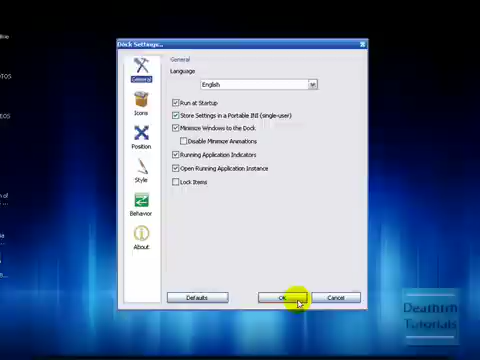 Dock Settings...
General
Language
English
Run at Startup
Store Settings in a Portable INI (single-user)
Minimize Windows to the Dock
Disable Minimize Animations
Running Application Indicators
Open Running Application Instance
Lock Items
General
Icons
Position
Style
Behavior
About
Defaults
OK
Cancel
Tutorials